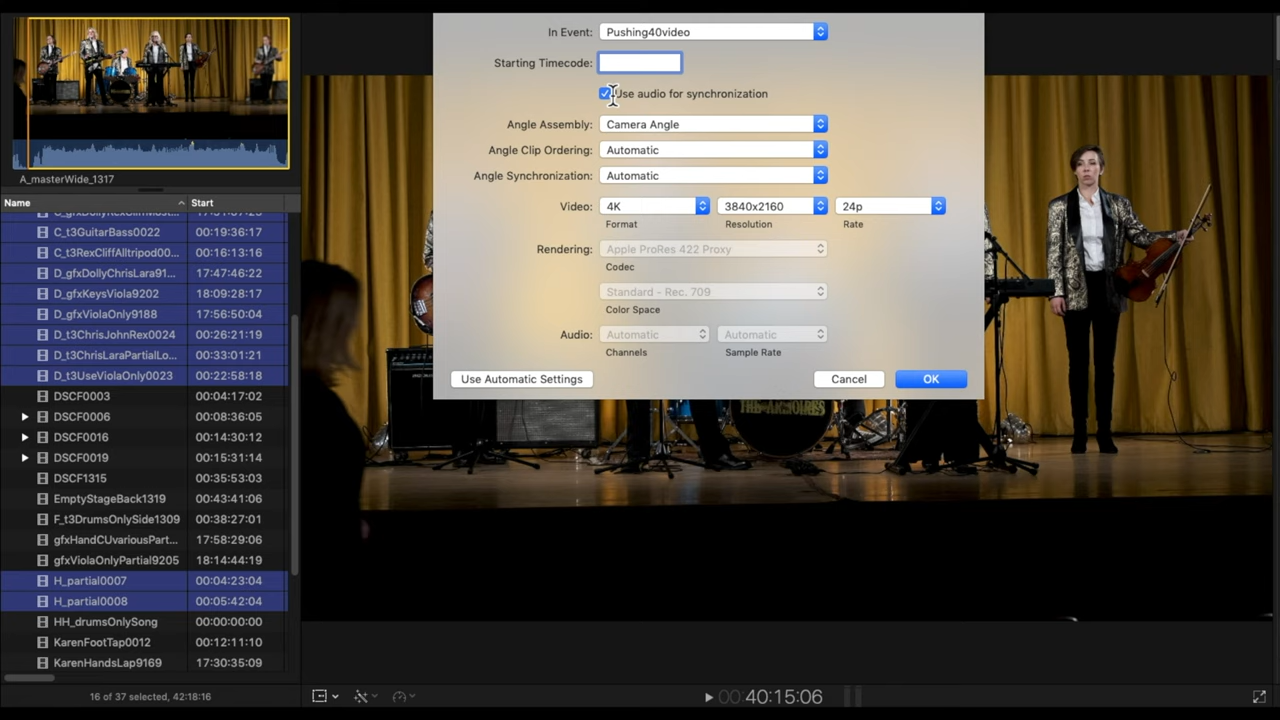 In Event: Pushing40video
Starting Timecode:
Use audio for synchronization
Angle Assembly: Camera Angle
Angle Clip Ordering: Automatic
Angle Synchronization: Automatic
Video: 4K 3840x2160 24p
Format Resolution Rate
Rendering: Apple ProRes 422 Proxy
Codec
Standard - Rec. 709
Color Space
Audio: Automatic Automatic
Channels Sample Rate
Use Automatic Settings Cancel OK
A_masterWide_1317
Name Start
C_t3GuitarBass0022 00:19:36:17
C_t3RexCliffAlltripod00... 00:16:13:16
D_gfxDollyChrisLara91... 17:47:46:22
D_gfxKeysViola9202 18:09:28:17
D_gfxViolaOnly9188 17:56:50:04
D_t3ChrisJohnRex0024 00:26:21:19
D_t3ChrisLaraPartialLo... 00:33:01:21
D_t3UseViolaOnly0023 00:22:58:18
DSCF0003 00:04:17:02
DSCF0006 00:08:36:05
DSCF0016 00:14:30:12
DSCF0019 00:15:31:14
DSCF1315 00:35:53:03
EmptyStageBack1319 00:43:41:06
F_t3DrumsOnlySide1309 00:38:27:01
gfxHandCUvariousPart... 17:58:29:06
gfxViolaOnlyPartial9205 18:14:44:19
H_partial0007 00:04:23:04
H_partial0008 00:05:42:04
HH_drumsOnlySong 00:00:00:00
KarenFootTap0012 00:12:11:10
KarenHandsLap9169 17:30:35:09
16 of 37 selected, 42:18:16
00:40:15:06